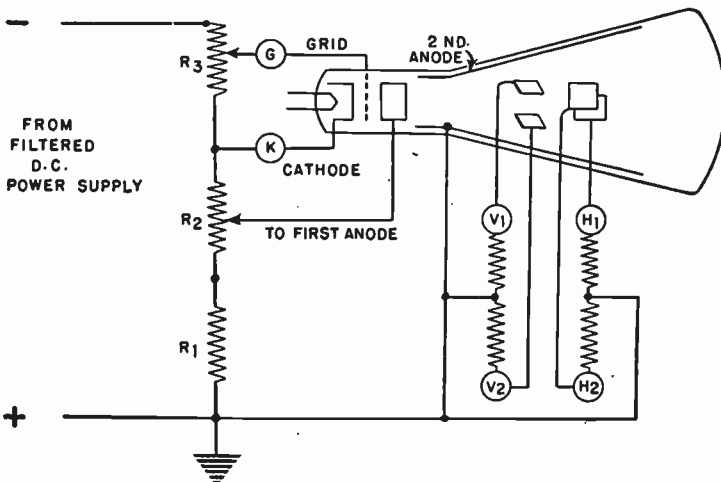 −
GRID
2 ND.
ANODE
G
R3
FROM
FILTERED
D.C.
POWER SUPPLY
K
CATHODE
R2
TO FIRST ANODE
V1
H1
R1
V2
H2
+